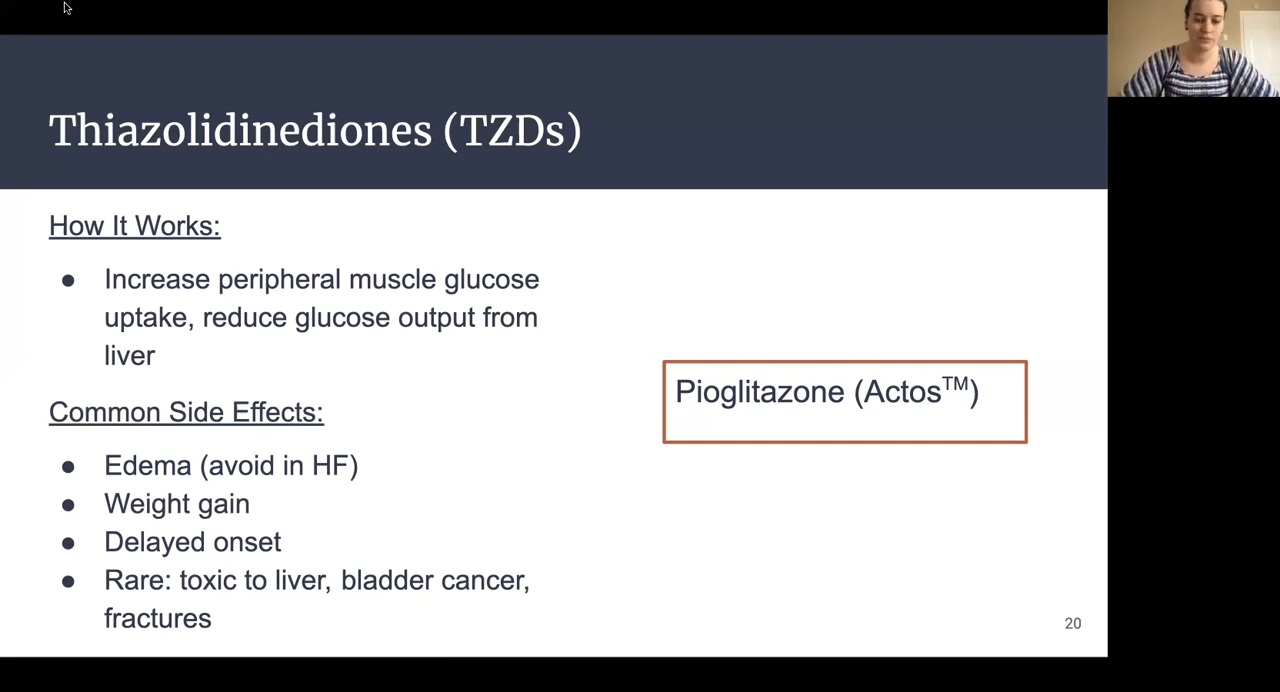 Thiazolidinediones (TZDs)
How It Works:
● Increase peripheral muscle glucose
uptake, reduce glucose output from
liver
Common Side Effects:
● Edema (avoid in HF)
● Weight gain
● Delayed onset
● Rare: toxic to liver, bladder cancer,
fractures
Pioglitazone (Actos™)
20